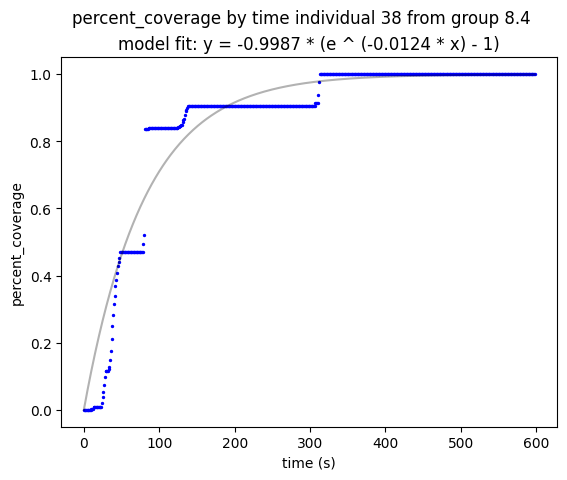 percent_coverage by time individual 38 from group 8.4
model fit: y = -0.9987 * (e ^ (-0.0124 * x) - 1)
1.0
0.8
0.6
0.4
0.2
0.0
percent_coverage
0 100 200 300 400 500 600
time (s)